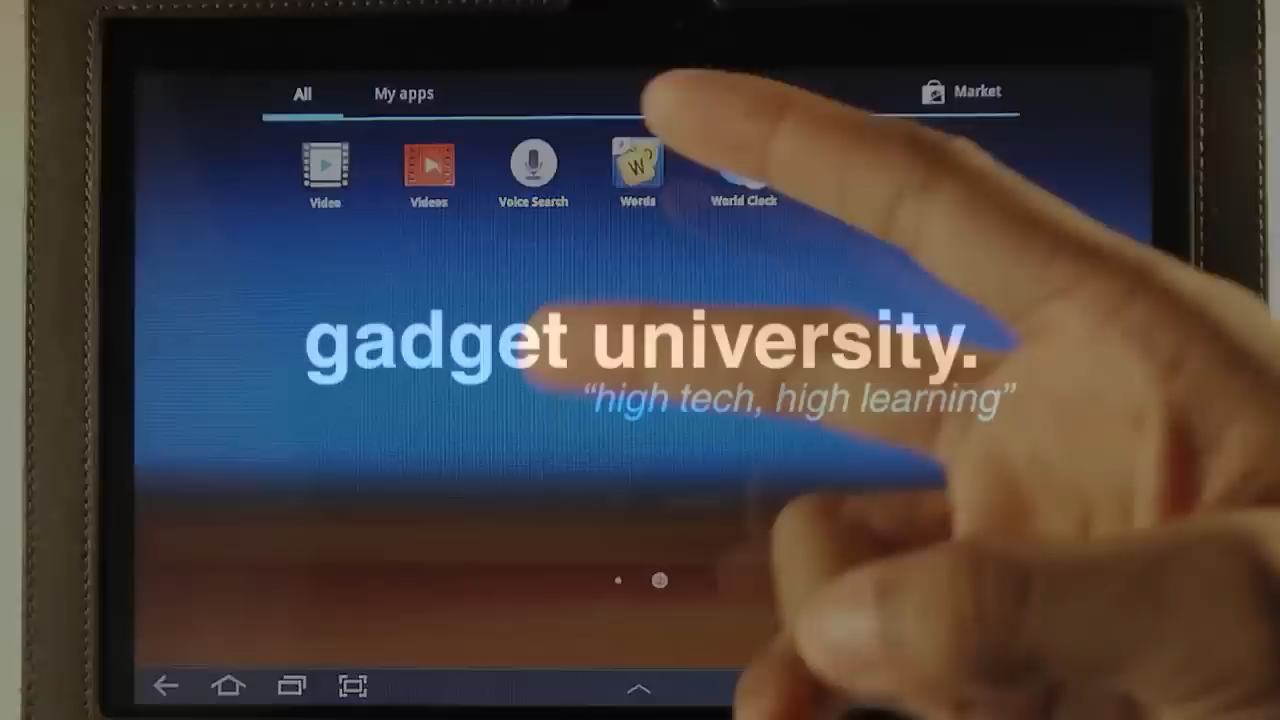 All My apps Market
Video Videos Voice Search Words World Clock
W
gadget university.
“high tech, high learning”